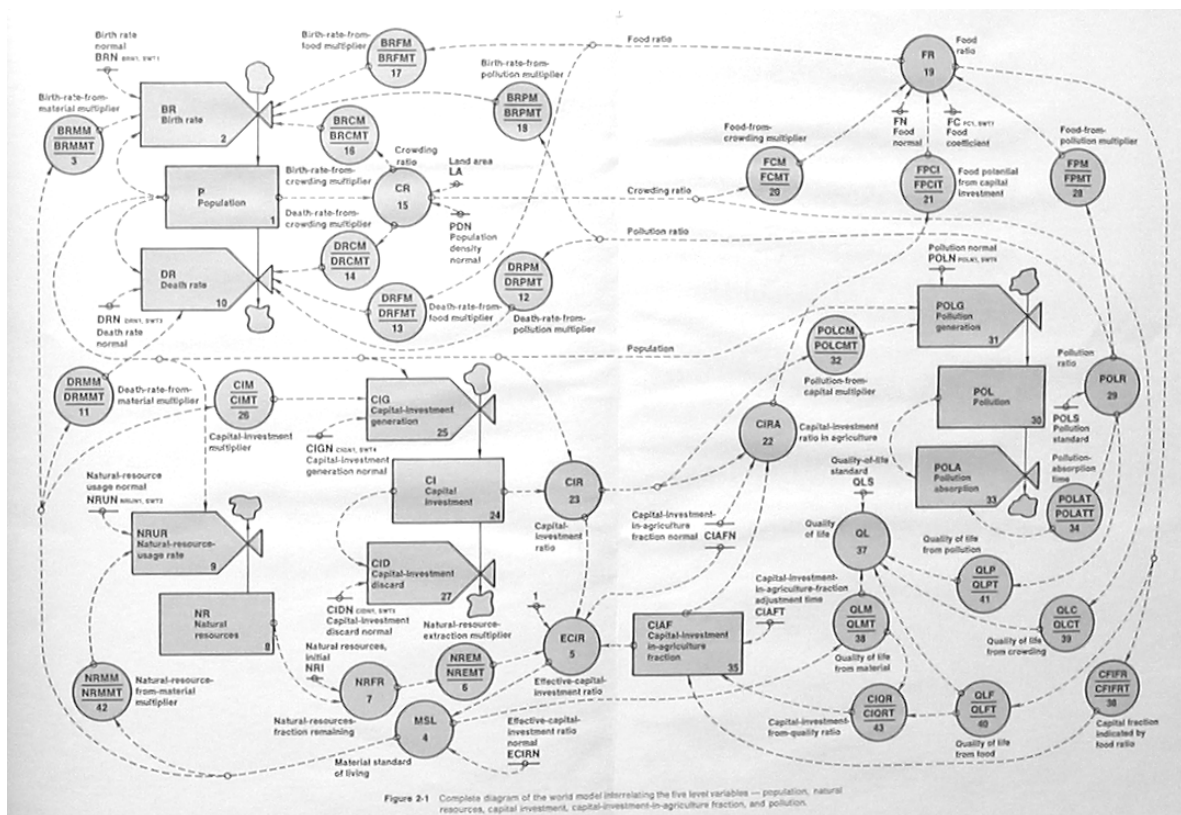 Birth rate
normal
BRN BRN1, SWT1
Birth-rate-from-
food multiplier
BRFM
BRFMT
17
Food ratio
FR
19
Food
ratio
Birth-rate-from-
pollution multiplier
BRPM
BRPMT
18
Birth-rate-from-
material multiplier
BRMM
BRMMT
3
BR
Birth rate
2
BRCM
BRCMT
16
Crowding
ratio
Land area
LA
FN
Food
normal
FC FC1, SWT7
Food
coefficient
Food-from-
crowding multiplier
FCM
FCMT
20
FPCI
FPCIT
21
Food potential
from capital
investment
Food-from-
pollution multiplier
FPM
FPMT
28
P
Population
1
Birth-rate-from-
crowding multiplier
CR
15
Crowding ratio
Death-rate-from-
crowding multiplier
PDN
Population
density
normal
DRCM
DRCMT
14
Pollution ratio
DR
Death rate
10
DRPM
DRPMT
12
DRFM
DRFMT
13
Death-rate-from-
food multiplier
Death-rate-from-
pollution multiplier
DRN DRN1, SWT3
Death rate
normal
Pollution normal
POLN POLN1, SWT6
POLG
Pollution
generation
31
POLCM
POLCMT
32
Pollution-from-
capital multiplier
Population
Pollution
ratio
POLR
29
DRMM
DRMMT
11
Death-rate-from-
material multiplier
CIM
CIMT
26
Capital-investment
multiplier
CIG
Capital-investment
generation
25
CIGN CIGN1, SWT4
Capital-investment
generation normal
CIRA
22
Capital-investment
ratio in agriculture
POL
Pollution
30
POLS
Pollution
standard
Natural-resource
usage normal
NRUN NRUN1, SWT2
CI
Capital
investment
24
CIR
23
Capital-
investment
ratio
Quality-of-life
standard
QLS
POLA
Pollution
absorption
33
Pollution-
absorption
time
POLAT
POLATT
34
NRUR
Natural-resource-
usage rate
9
Capital-investment-
in-agriculture
fraction normal
CIAFN
Quality
of life
QL
37
Quality of life
from pollution
QLP
QLPT
41
CID
Capital-investment
discard
27
CIDN CIDN1, SWT5
Capital-investment
discard normal
1
Capital-investment-
in-agriculture-fraction
adjustment time
CIAFT
QLM
QLMT
38
Quality of life
from material
QLC
QLCT
39
Quality of life
from crowding
NR
Natural
resources
8
Natural-resource-
extraction multiplier
ECIR
5
Effective-capital-
investment ratio
CIAF
Capital-investment
in-agriculture
fraction
35
Natural resources,
initial
NRI
NREM
NREMT
6
NRFR
7
Natural-resources-
fraction remaining
NRMM
NRMMT
42
Natural-resource-
from-material
multiplier
MSL
4
Material standard
of living
Effective-capital-
investment ratio
normal
ECIRN
Capital-investment-
from-quality ratio
CIQR
CIQRT
43
QLF
QLFT
40
Quality of life
from food
CFIFR
CFIFRT
36
Capital fraction
indicated by
food ratio
Figure 2-1 Complete diagram of the world model interrelating the five level variables — population, natural
resources, capital investment, capital-investment-in-agriculture fraction, and pollution.